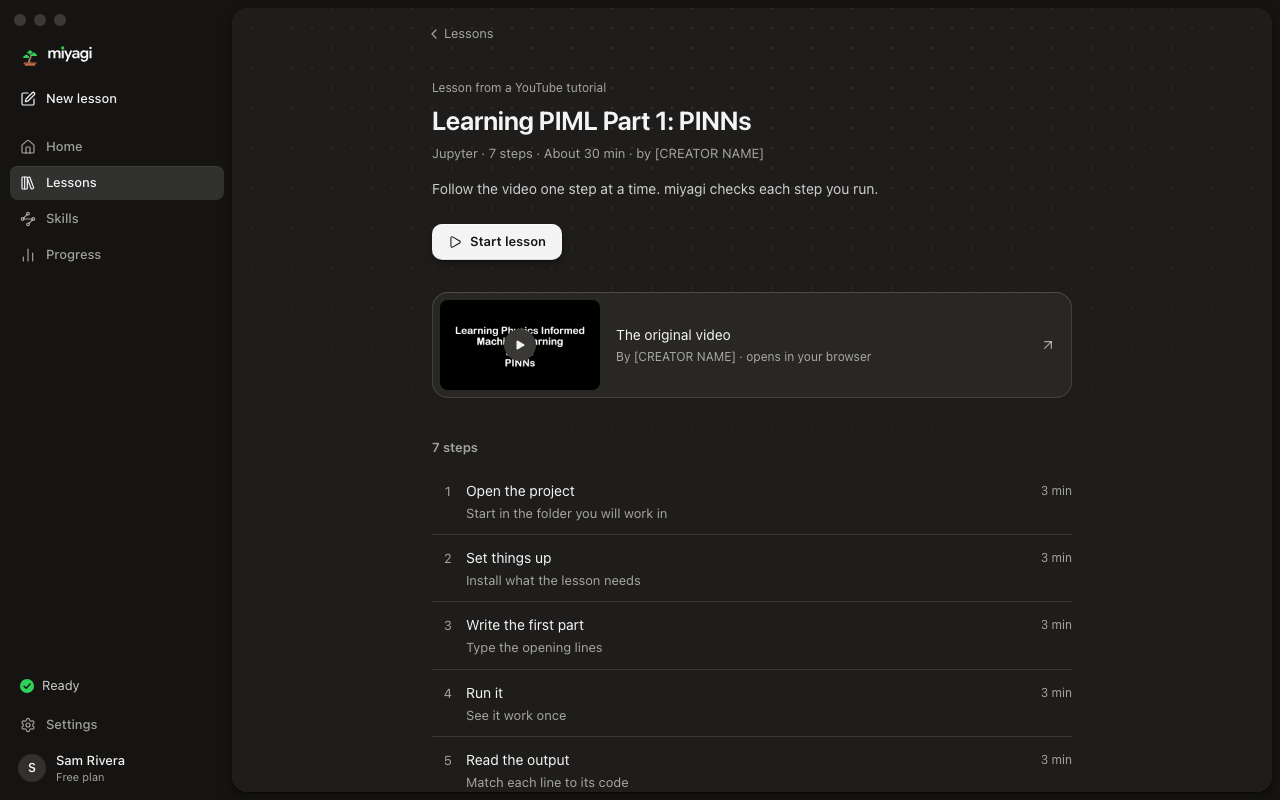 miyagi
New lesson
Home
Lessons
Skills
Progress
Ready
Settings
S
Sam Rivera
Free plan
Lessons
Lesson from a YouTube tutorial
Learning PIML Part 1: PINNs
Jupyter · 7 steps · About 30 min · by [CREATOR NAME]
Follow the video one step at a time. miyagi checks each step you run.
Start lesson
Learning Physics Informed
Machine Learning
PINNs
The original video
By [CREATOR NAME] · opens in your browser
7 steps
1 Open the project 3 min
Start in the folder you will work in
2 Set things up 3 min
Install what the lesson needs
3 Write the first part 3 min
Type the opening lines
4 Run it 3 min
See it work once
5 Read the output 3 min
Match each line to its code